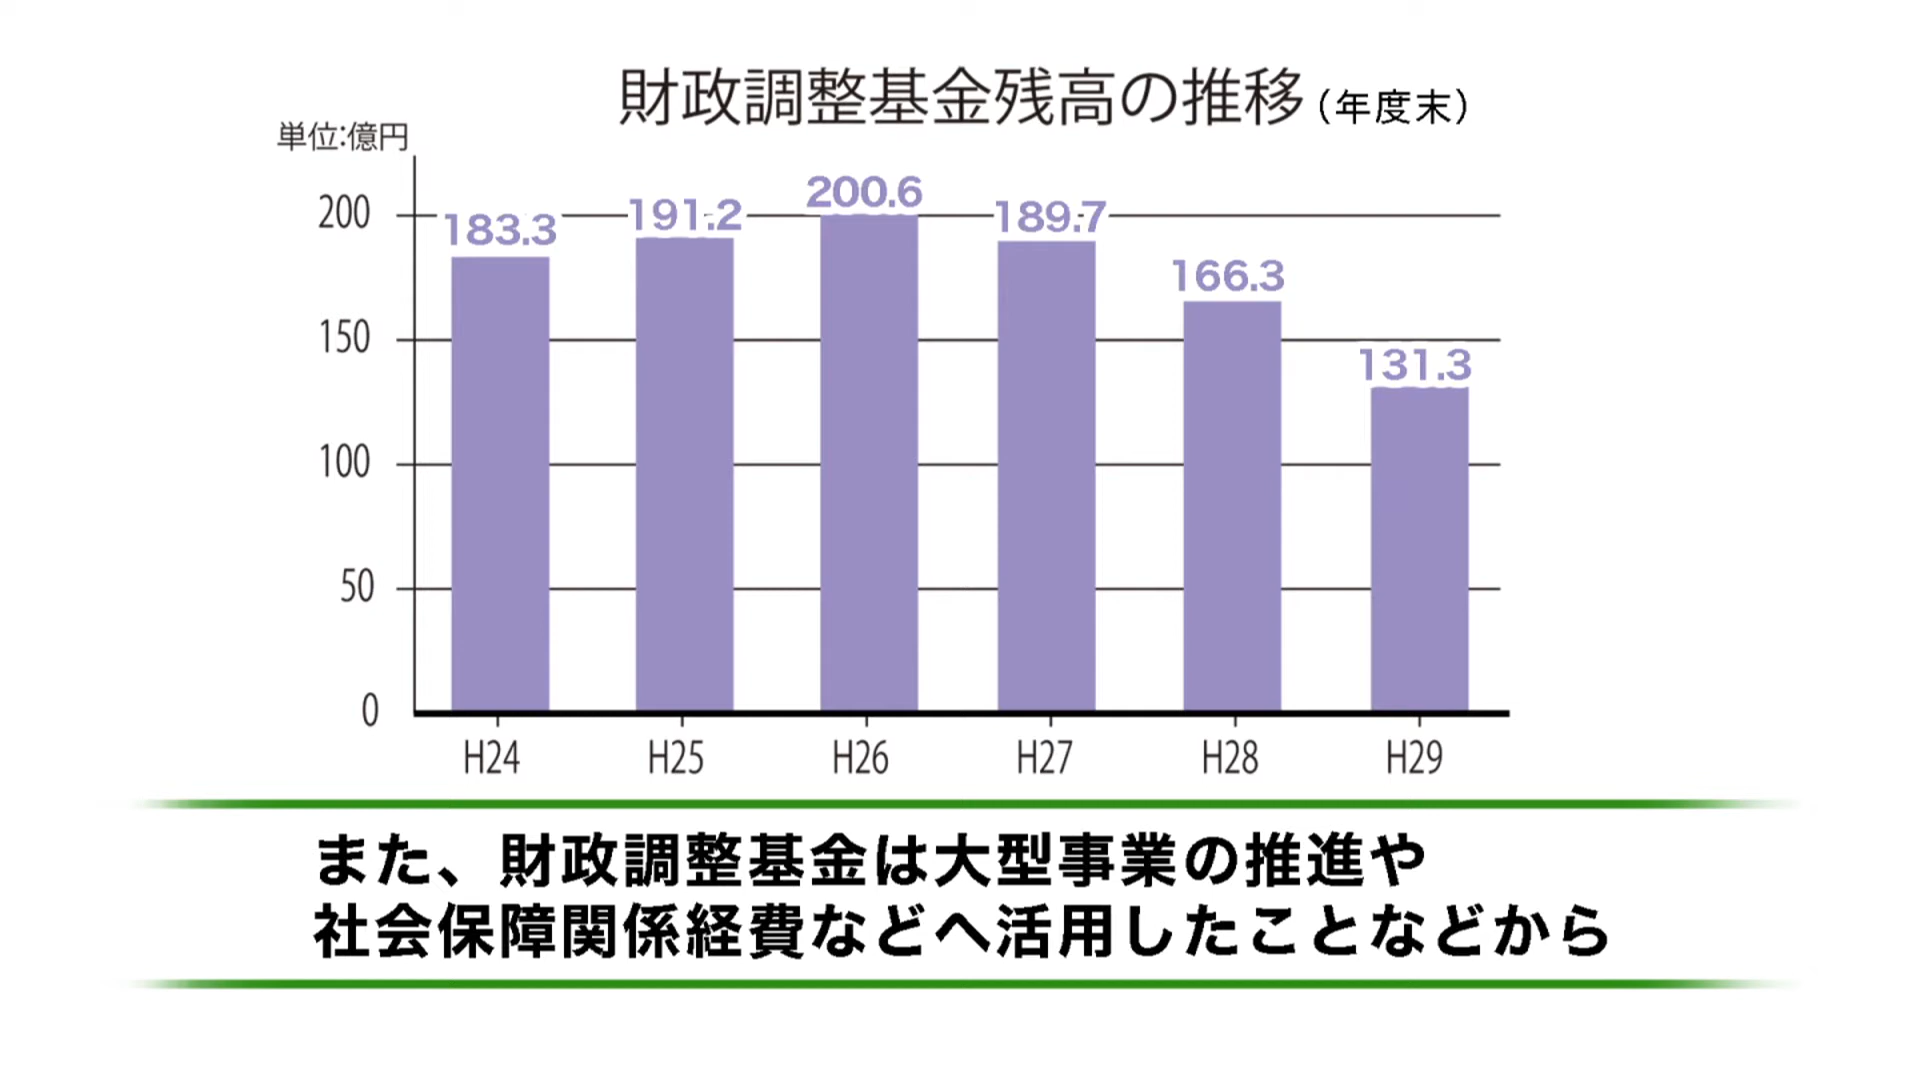 財政調整基金残高の推移(年度末)
単位:億円
200
150
100
50
0
183.3
191.2
200.6
189.7
166.3
131.3
H24
H25
H26
H27
H28
H29
また、財政調整基金は大型事業の推進や
社会保障関係経費などへ活用したことなどから